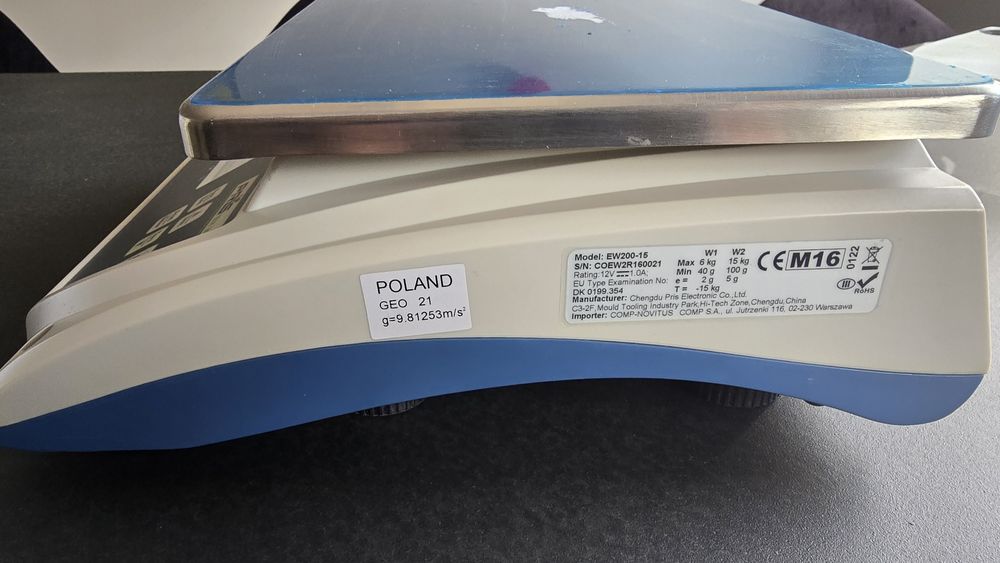 POLAND
GEO 21
g=9.81253m/s²
Model: EW200-15
S/N: COEW2R160021
Rating:12V⎓1.0A;
EU Type Examination No:
DK 0199.354
W1 W2
Max 6 kg 15 kg
Min 40 g 100 g
e = 2 g 5 g
T = -15 kg
Manufacturer: Chengdu Pris Electronic Co.,Ltd.
C3-2F,Mould Tooling Industry Park,Hi-Tech Zone,Chengdu,China
Importer: COMP-NOVITUS COMP S.A., ul. Jutrzenki 116, 02-230 Warszawa
CE M16 0122
III RoHS